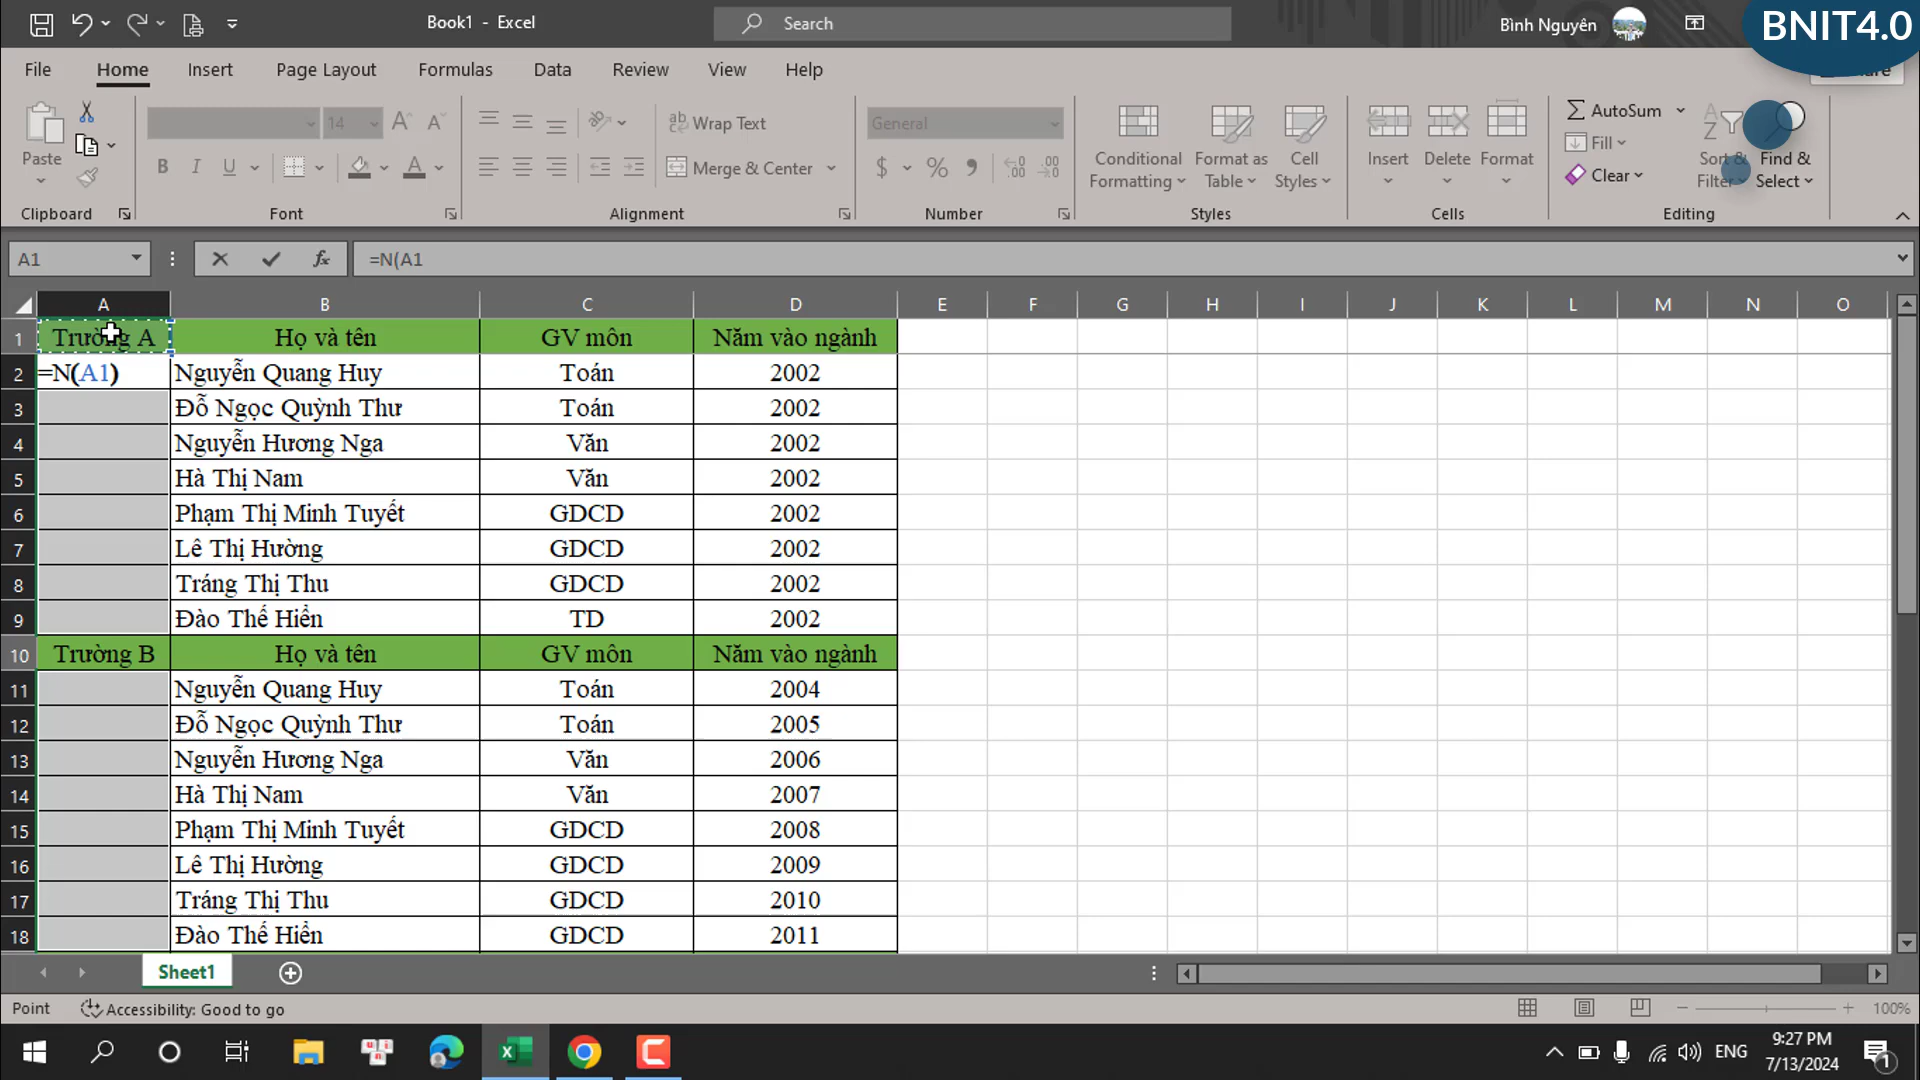 Book1 - Excel
Search
Bình Nguyên
BNIT4.0
File Home Insert Page Layout Formulas Data Review View Help
14
Wrap Text
General
AutoSum
Fill
Paste
B I U
Merge & Center
$ %
Conditional Formatting
Format as Table
Cell Styles
Insert Delete Format
Clear
Sort & Filter
Find & Select
Clipboard Font Alignment Number Styles Cells Editing
A1 fx =N(A1
A B C D E F G H I J K L M N O
1 Trường A Họ và tên GV môn Năm vào ngành
2 =N(A1) Nguyễn Quang Huy Toán 2002
3 Đỗ Ngọc Quỳnh Thư Toán 2002
4 Nguyễn Hương Nga Văn 2002
5 Hà Thị Nam Văn 2002
6 Phạm Thị Minh Tuyết GDCD 2002
7 Lê Thị Hường GDCD 2002
8 Tráng Thị Thu GDCD 2002
9 Đào Thế Hiển TD 2002
10 Trường B Họ và tên GV môn Năm vào ngành
11 Nguyễn Quang Huy Toán 2004
12 Đỗ Ngọc Quỳnh Thư Toán 2005
13 Nguyễn Hương Nga Văn 2006
14 Hà Thị Nam Văn 2007
15 Phạm Thị Minh Tuyết GDCD 2008
16 Lê Thị Hường GDCD 2009
17 Tráng Thị Thu GDCD 2010
18 Đào Thế Hiển GDCD 2011
Sheet1
Point Accessibility: Good to go 100%
ENG
9:27 PM
7/13/2024
1